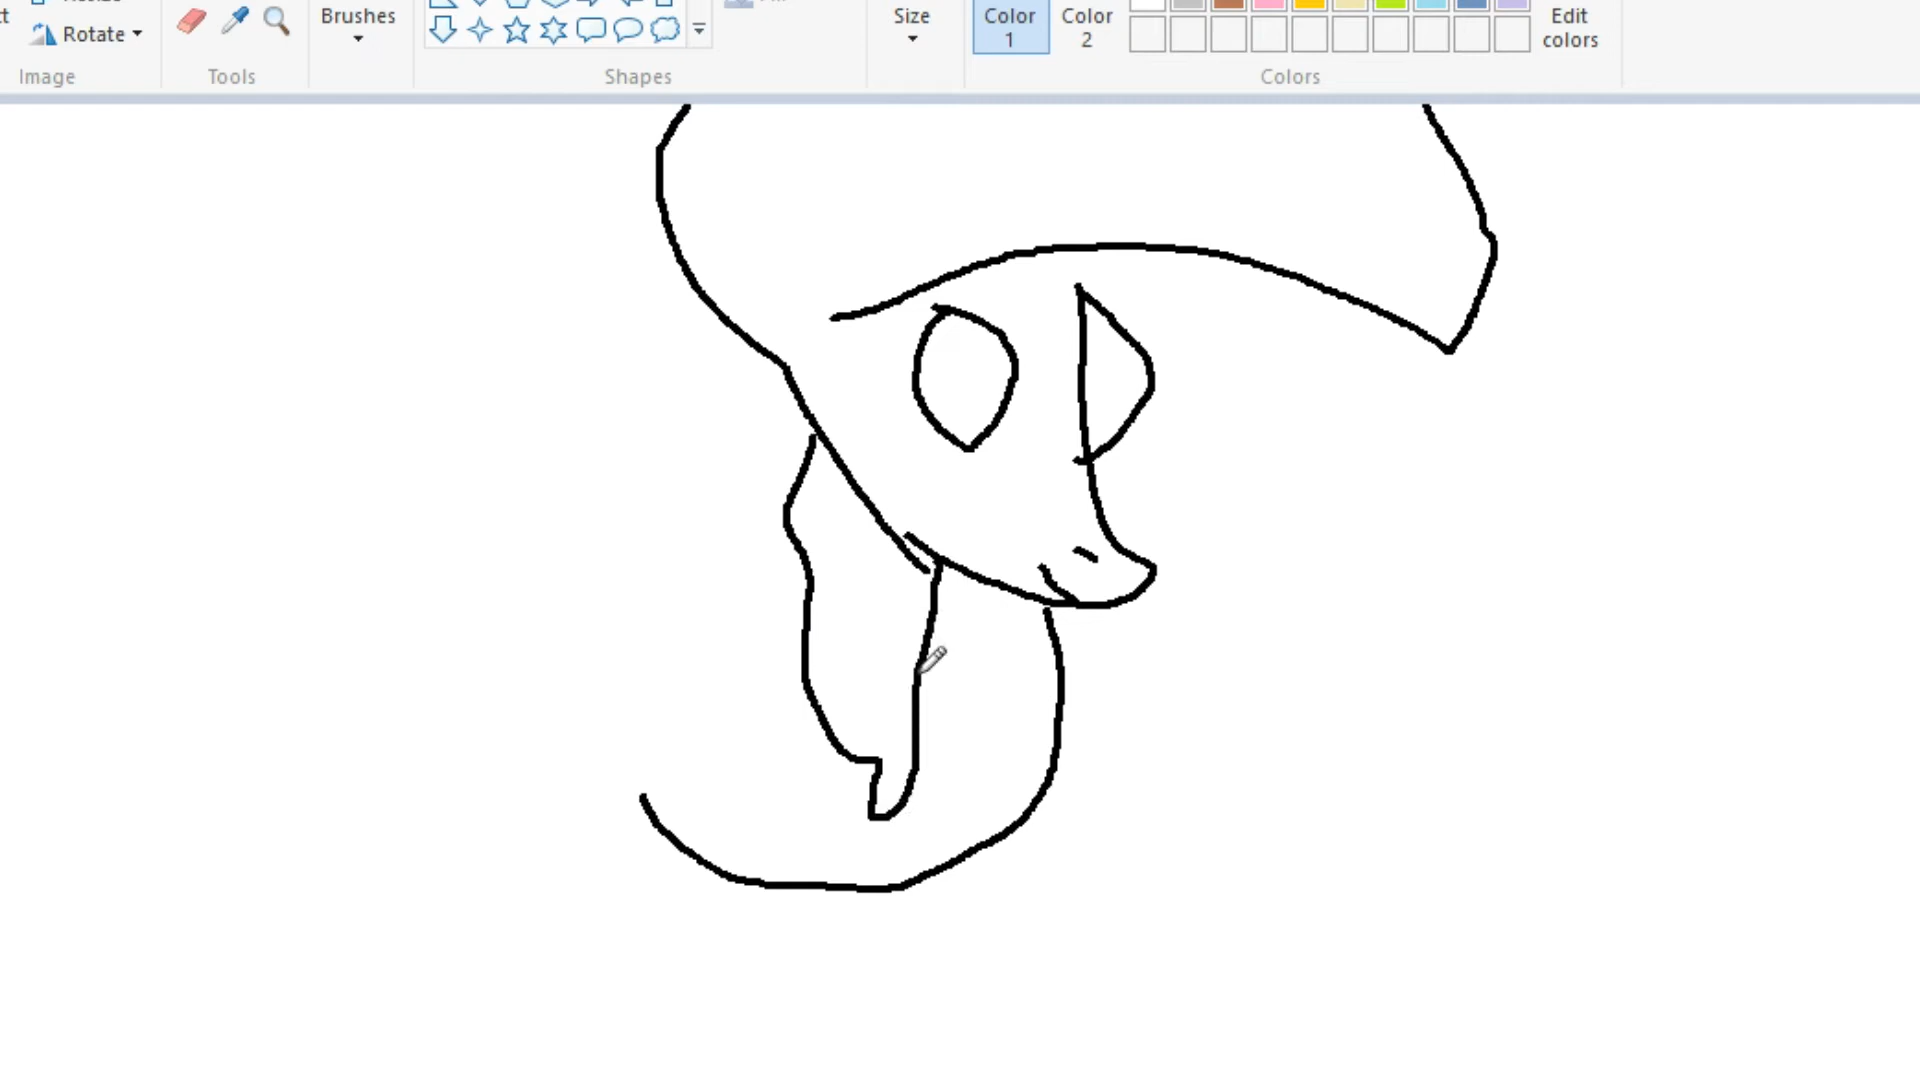 Rotate
Brushes
Size
Color
1
Color
2
Edit
colors
Image
Tools
Shapes
Colors